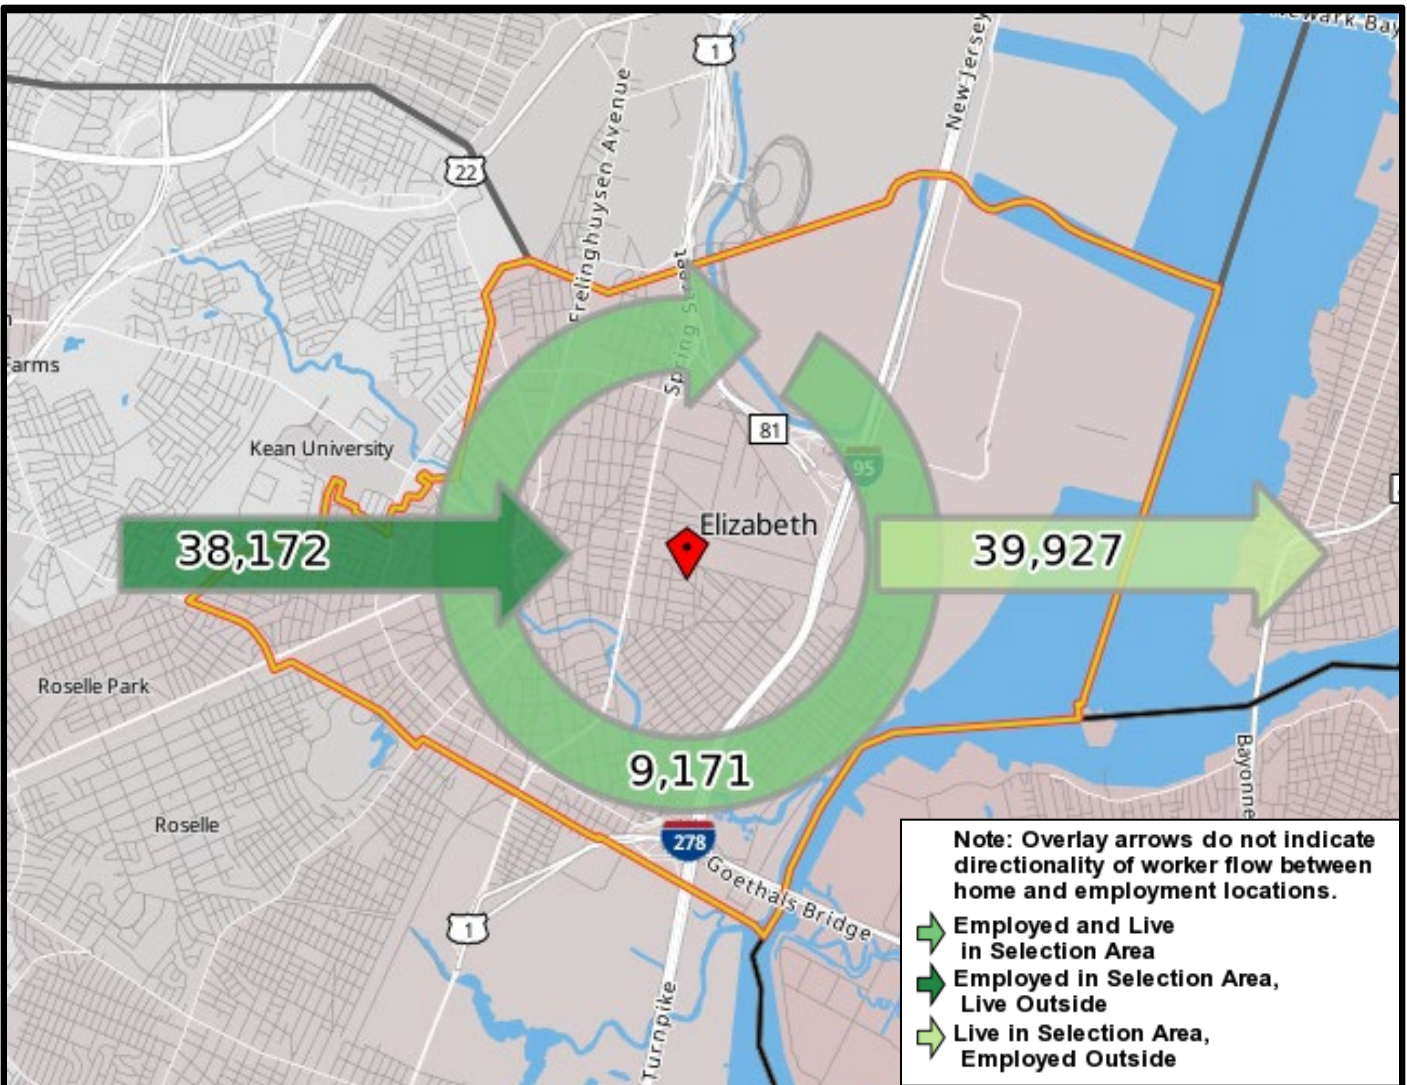 Newark Bay
1
New Jersey
Frelinghuysen Avenue
22
Spring Street
arms
Kean University
81
95
Elizabeth
38,172
39,927
Roselle Park
9,171
Roselle
278
Goethals Bridge
Bayonne
1
Turnpike
Note: Overlay arrows do not indicate
directionality of worker flow between
home and employment locations.
Employed and Live
in Selection Area
Employed in Selection Area,
Live Outside
Live in Selection Area,
Employed Outside